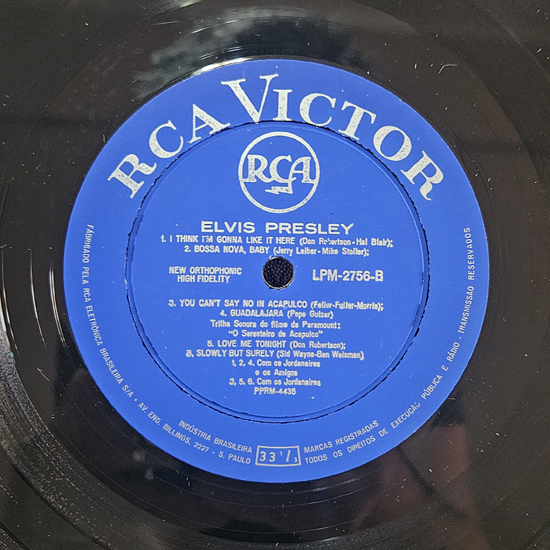 RCA VICTOR
RCA
ELVIS PRESLEY
1. I THINK I'M GONNA LIKE IT HERE (Don Robertson-Hal Blair);
2. BOSSA NOVA, BABY (Jerry Leiber-Mike Stoller);
NEW ORTHOPHONIC
HIGH FIDELITY
LPM-2756-B
3. YOU CAN'T SAY NO IN ACAPULCO (Feller-Fuller-Morris);
4. GUADALAJARA (Pepe Guizar)
Trilha Sonora do filme da Paramount:
"O Seresteiro de Acapulco"
5. LOVE ME TONIGHT (Don Robertson);
6. SLOWLY BUT SURELY (Sid Wayne-Ben Weisman)
1, 2, 4. Com os Jordanaires
e os Amigos
3, 5, 6. Com os Jordanaires
PPRM-4435
FABRICADO PELA RCA ELETRÔNICA BRASILEIRA S/A - AV. ENG. BILLINGS, 2227 - S. PAULO
INDÚSTRIA BRASILEIRA
33 1/3
MARCAS REGISTRADAS
TODOS OS DIREITOS DE EXECUÇÃO PÚBLICA E RÁDIO - TRANSMISSÃO RESERVADOS